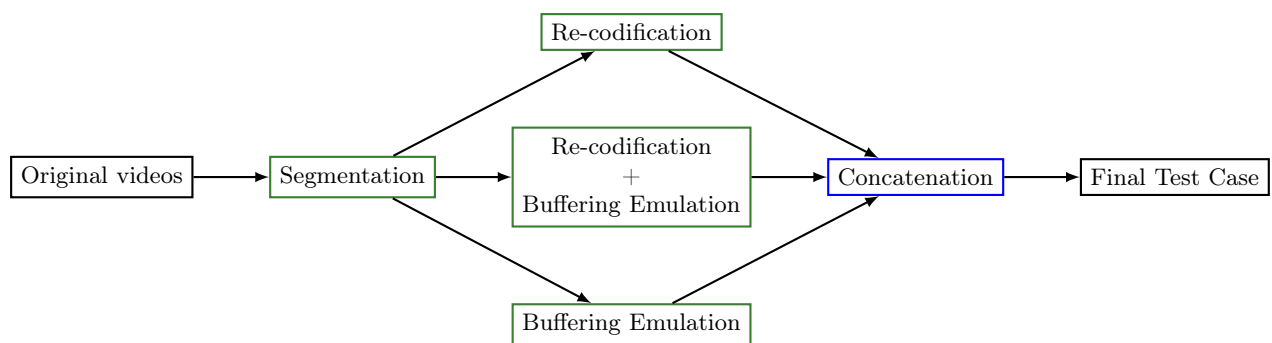 Re-codification
Original videos
Segmentation
Re-codification
+
Buffering Emulation
Concatenation
Final Test Case
Buffering Emulation